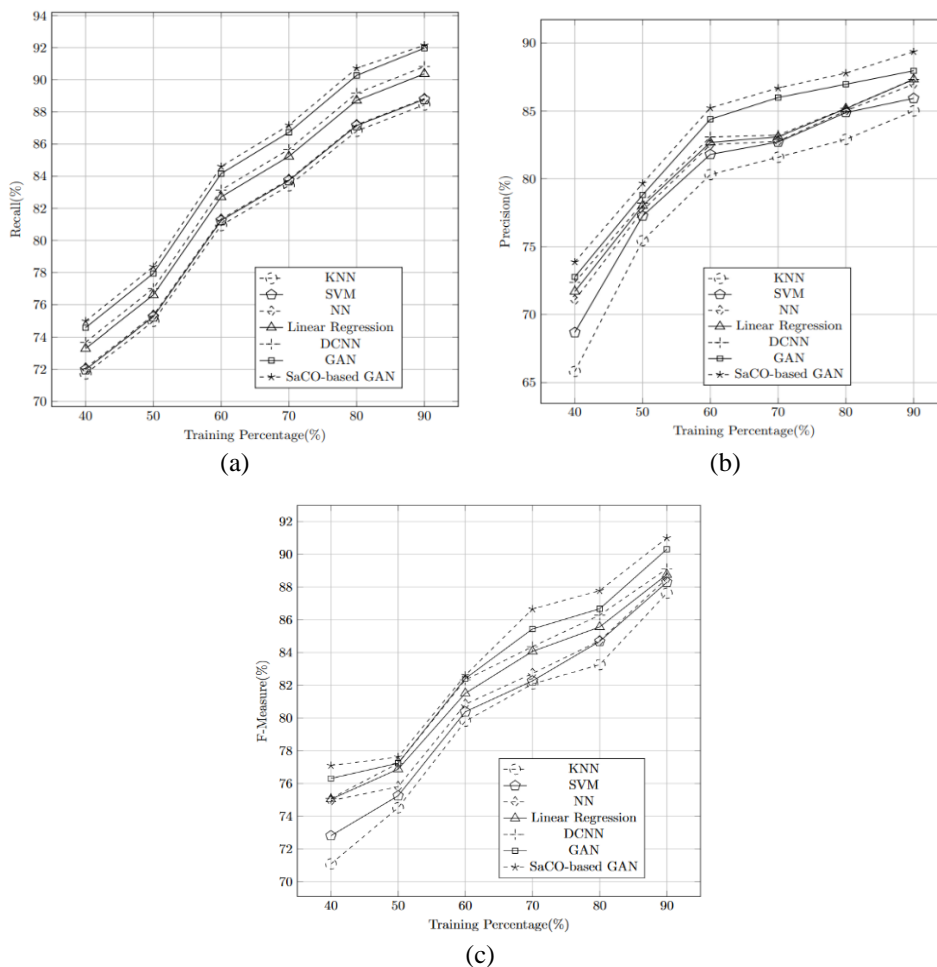 94
92
90
88
86
84
82
80
78
76
74
72
70
Recall(%)
KNN
SVM
NN
Linear Regression
DCNN
GAN
SaCO-based GAN
40 50 60 70 80 90
Training Percentage(%)
(a)
90
85
80
75
70
65
Precision(%)
KNN
SVM
NN
Linear Regression
DCNN
GAN
SaCO-based GAN
40 50 60 70 80 90
Training Percentage(%)
(b)
92
90
88
86
84
82
80
78
76
74
72
70
F-Measure(%)
KNN
SVM
NN
Linear Regression
DCNN
GAN
SaCO-based GAN
40 50 60 70 80 90
Training Percentage(%)
(c)